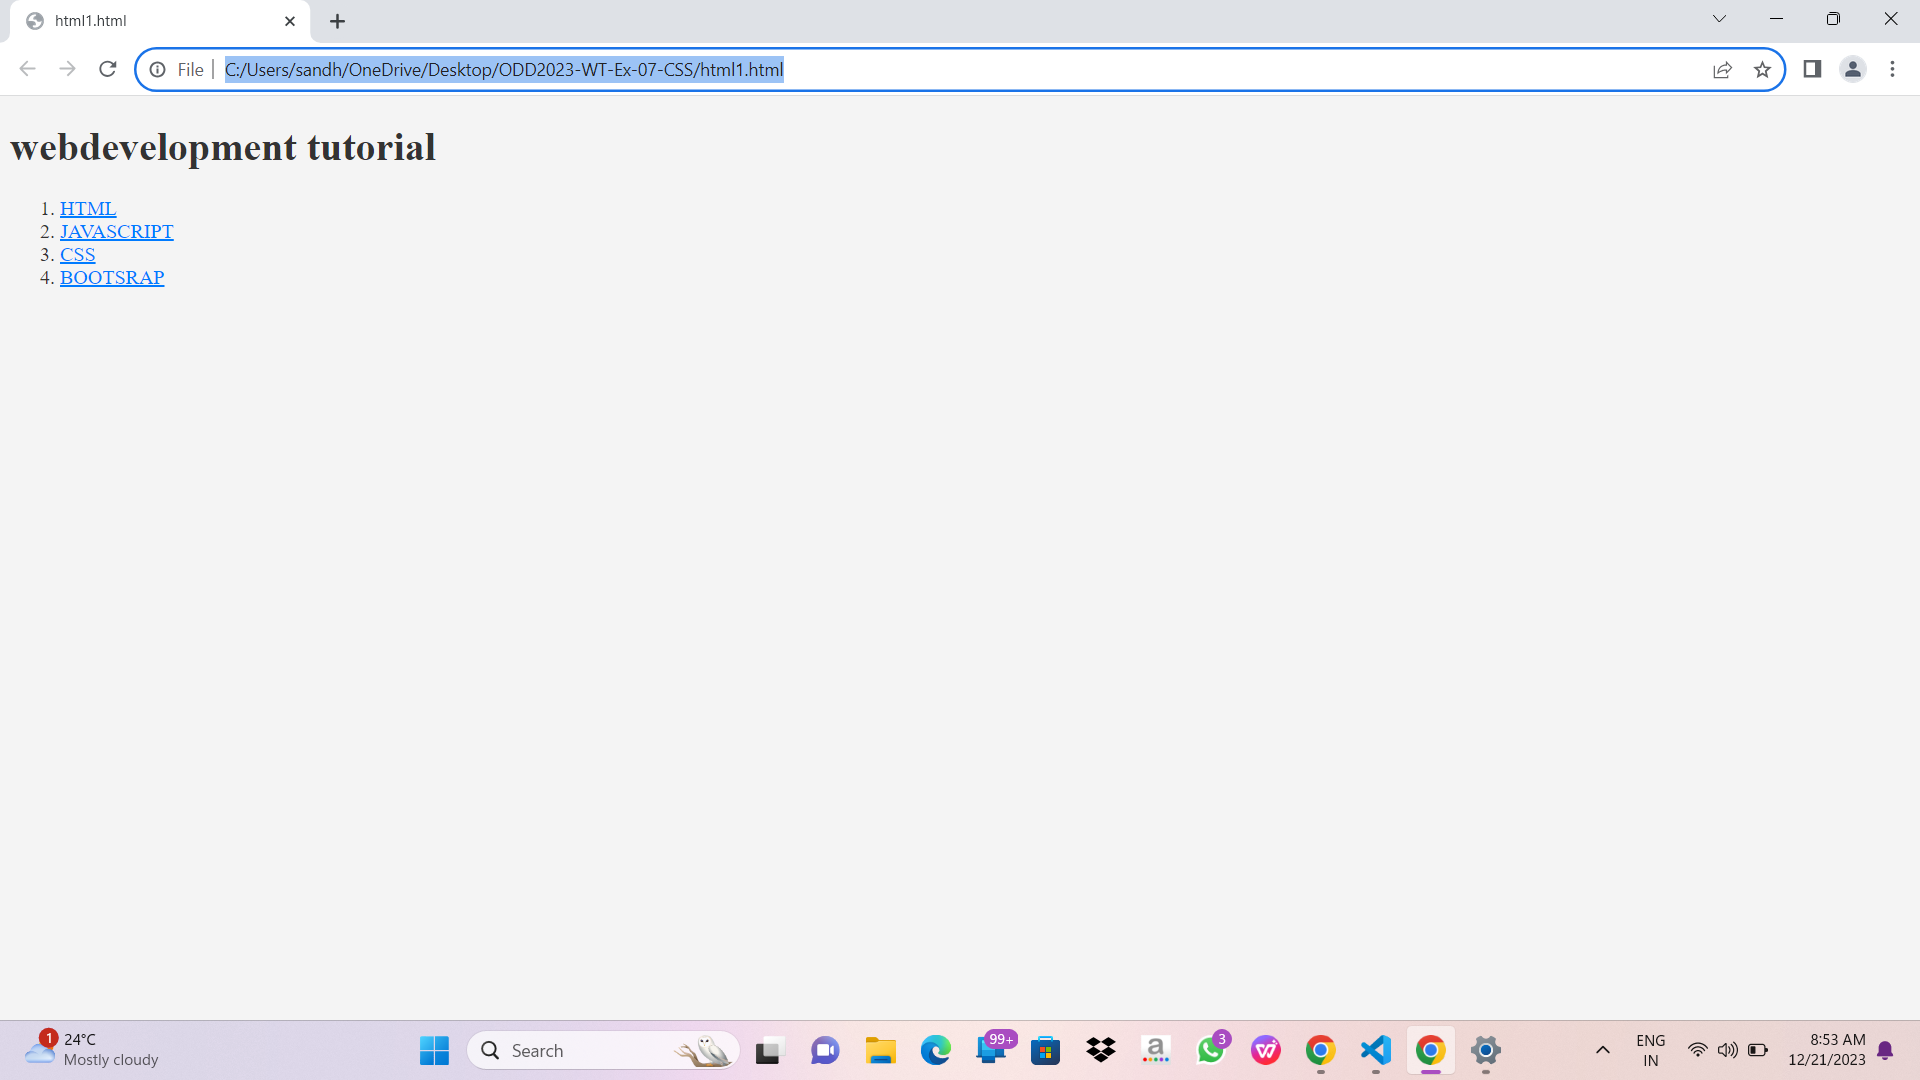 html1.html
File
C:/Users/sandh/OneDrive/Desktop/ODD2023-WT-Ex-07-CSS/html1.html
webdevelopment tutorial
1. HTML
2. JAVASCRIPT
3. CSS
4. BOOTSRAP
1
24°C
Mostly cloudy
Search
99+
a
3
ENG
IN
8:53 AM
12/21/2023